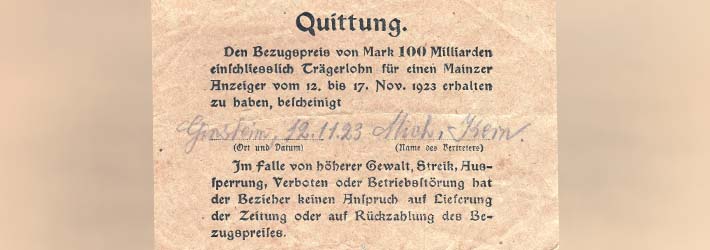 Quittung.
Den Bezugspreis von Mark 100 Milliarden
einschliesslich Trägerlohn für einen Mainzer
Anzeiger vom 12. bis 17. Nov. 1923 erhalten
zu haben, bescheinigt
12.11.23 Mich. Kern.
(Ort und Datum) (Name des Vertreters)
Im Falle von höherer Gewalt, Streik, Aus-
sperrung, Verboten oder Betriebsstörung hat
der Bezieher keinen Anspruch auf Lieferung
der Zeitung oder auf Rückzahlung des Be-
zugspreises.